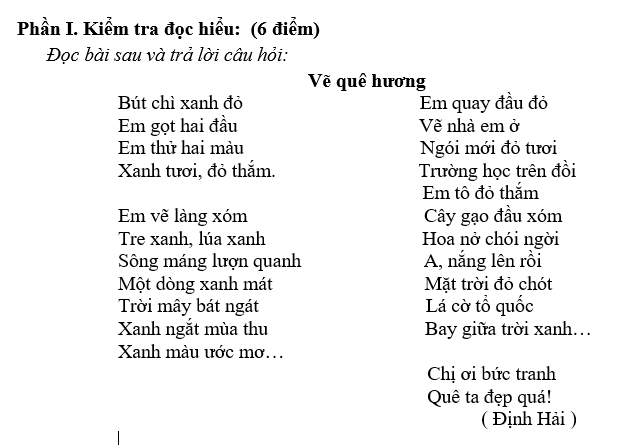 Phần I. Kiểm tra đọc hiểu: (6 điểm)
Đọc bài sau và trả lời câu hỏi:
Vẽ quê hương
Bút chì xanh đỏ
Em gọt hai đầu
Em thử hai màu
Xanh tươi, đỏ thắm.
Em vẽ làng xóm
Tre xanh, lúa xanh
Sông máng lượn quanh
Một dòng xanh mát
Trời mây bát ngát
Xanh ngắt mùa thu
Xanh màu ước mơ…
Em quay đầu đỏ
Vẽ nhà em ở
Ngói mới đỏ tươi
Trường học trên đồi
Em tô đỏ thắm
Cây gạo đầu xóm
Hoa nở chói ngời
A, nắng lên rồi
Mặt trời đỏ chót
Lá cờ tổ quốc
Bay giữa trời xanh…
Chị ơi bức tranh
Quê ta đẹp quá!
( Định Hải )